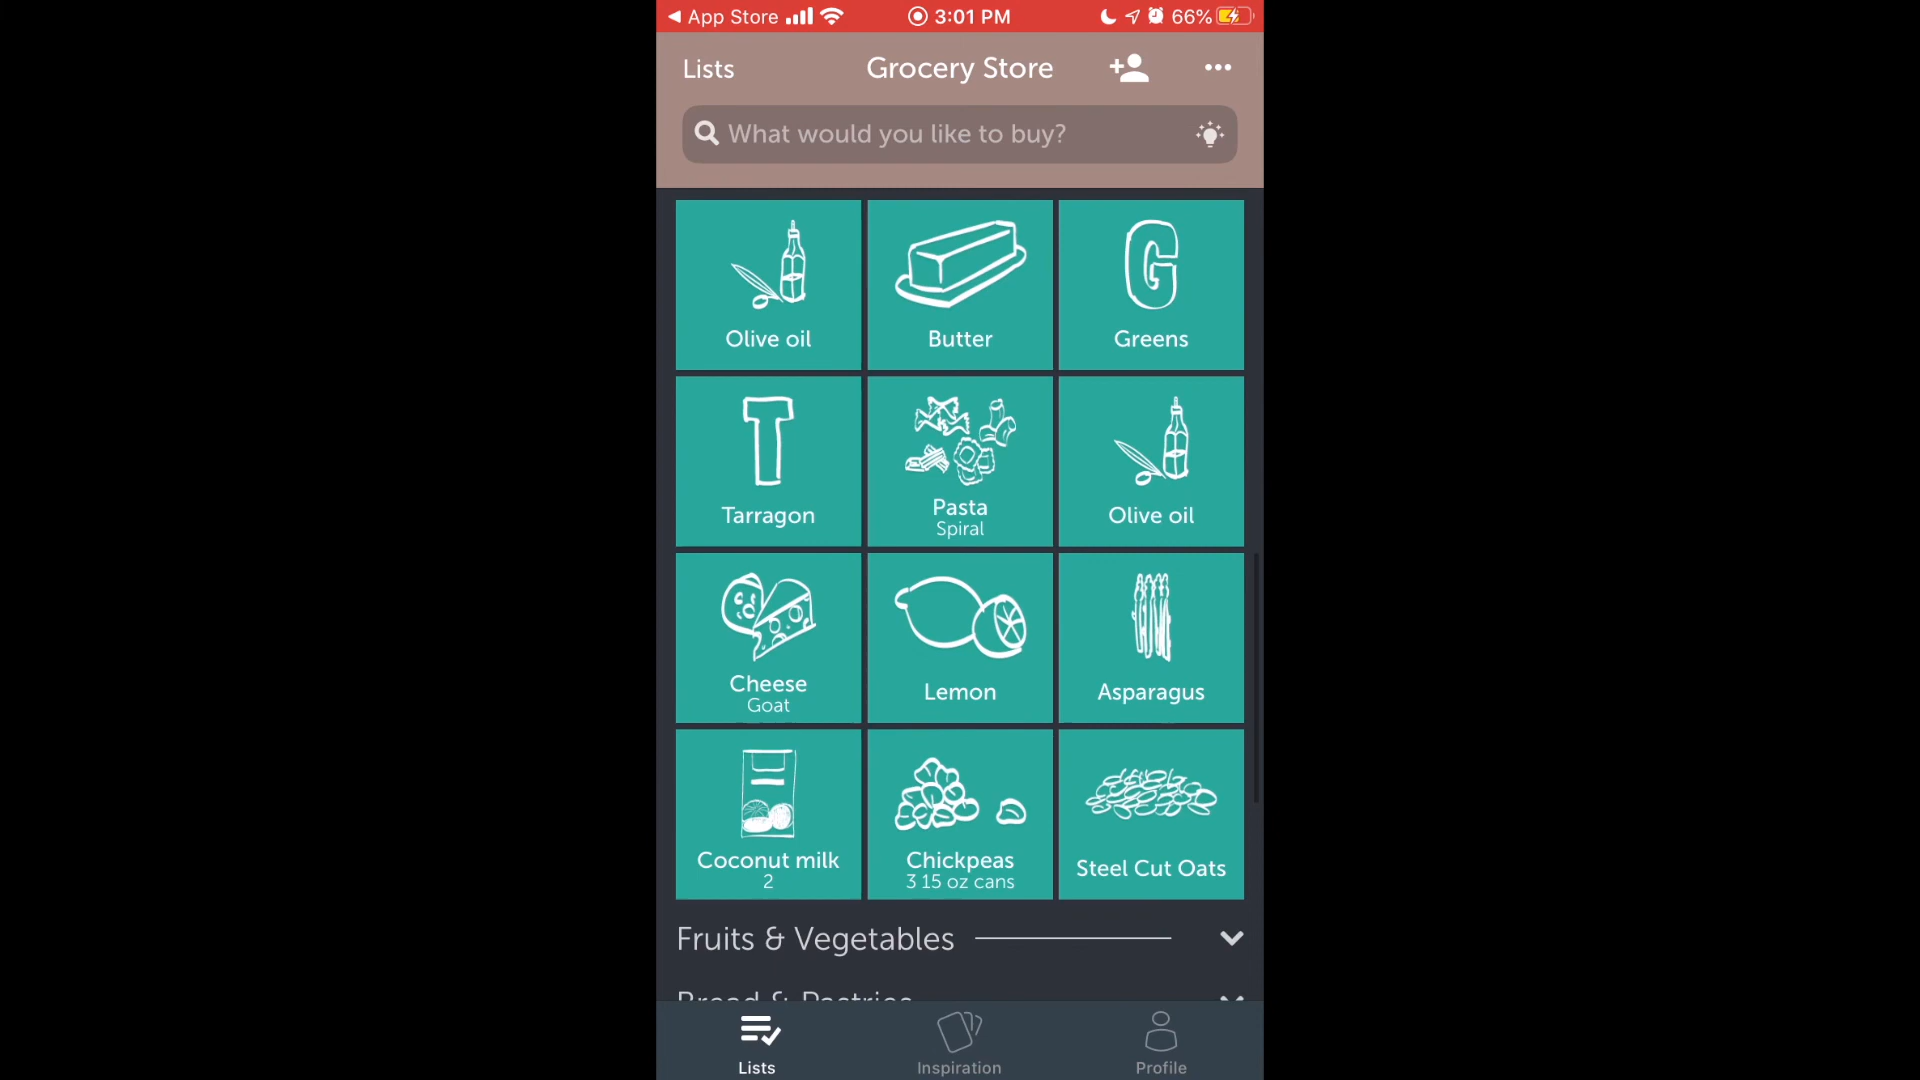 App Store
3:01 PM
66%
Lists
Grocery Store
What would you like to buy?
Olive oil
Butter
G
Greens
T
Tarragon
Pasta
Spiral
Olive oil
Cheese
Goat
Lemon
Asparagus
Coconut milk
2
Chickpeas
3 15 oz cans
Steel Cut Oats
Fruits & Vegetables
Bread & Pastries
Lists
Inspiration
Profile